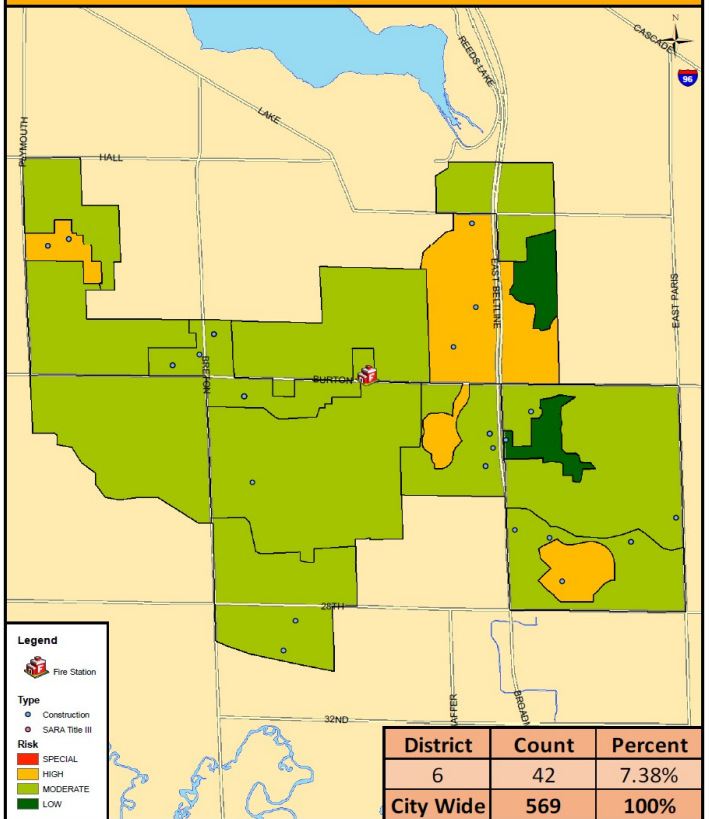 N
CASCADE
96
REEDS LAKE
LAKE
PLYMOUTH
HALL
EAST BELTLINE
EAST PARIS
BRETON
BURTON
F
28TH
Legend
F
Fire Station
Type
Construction
SARA Title III
Risk
SPECIAL
HIGH
MODERATE
LOW
32ND
District Count Percent
6 42 7.38%
City Wide 569 100%